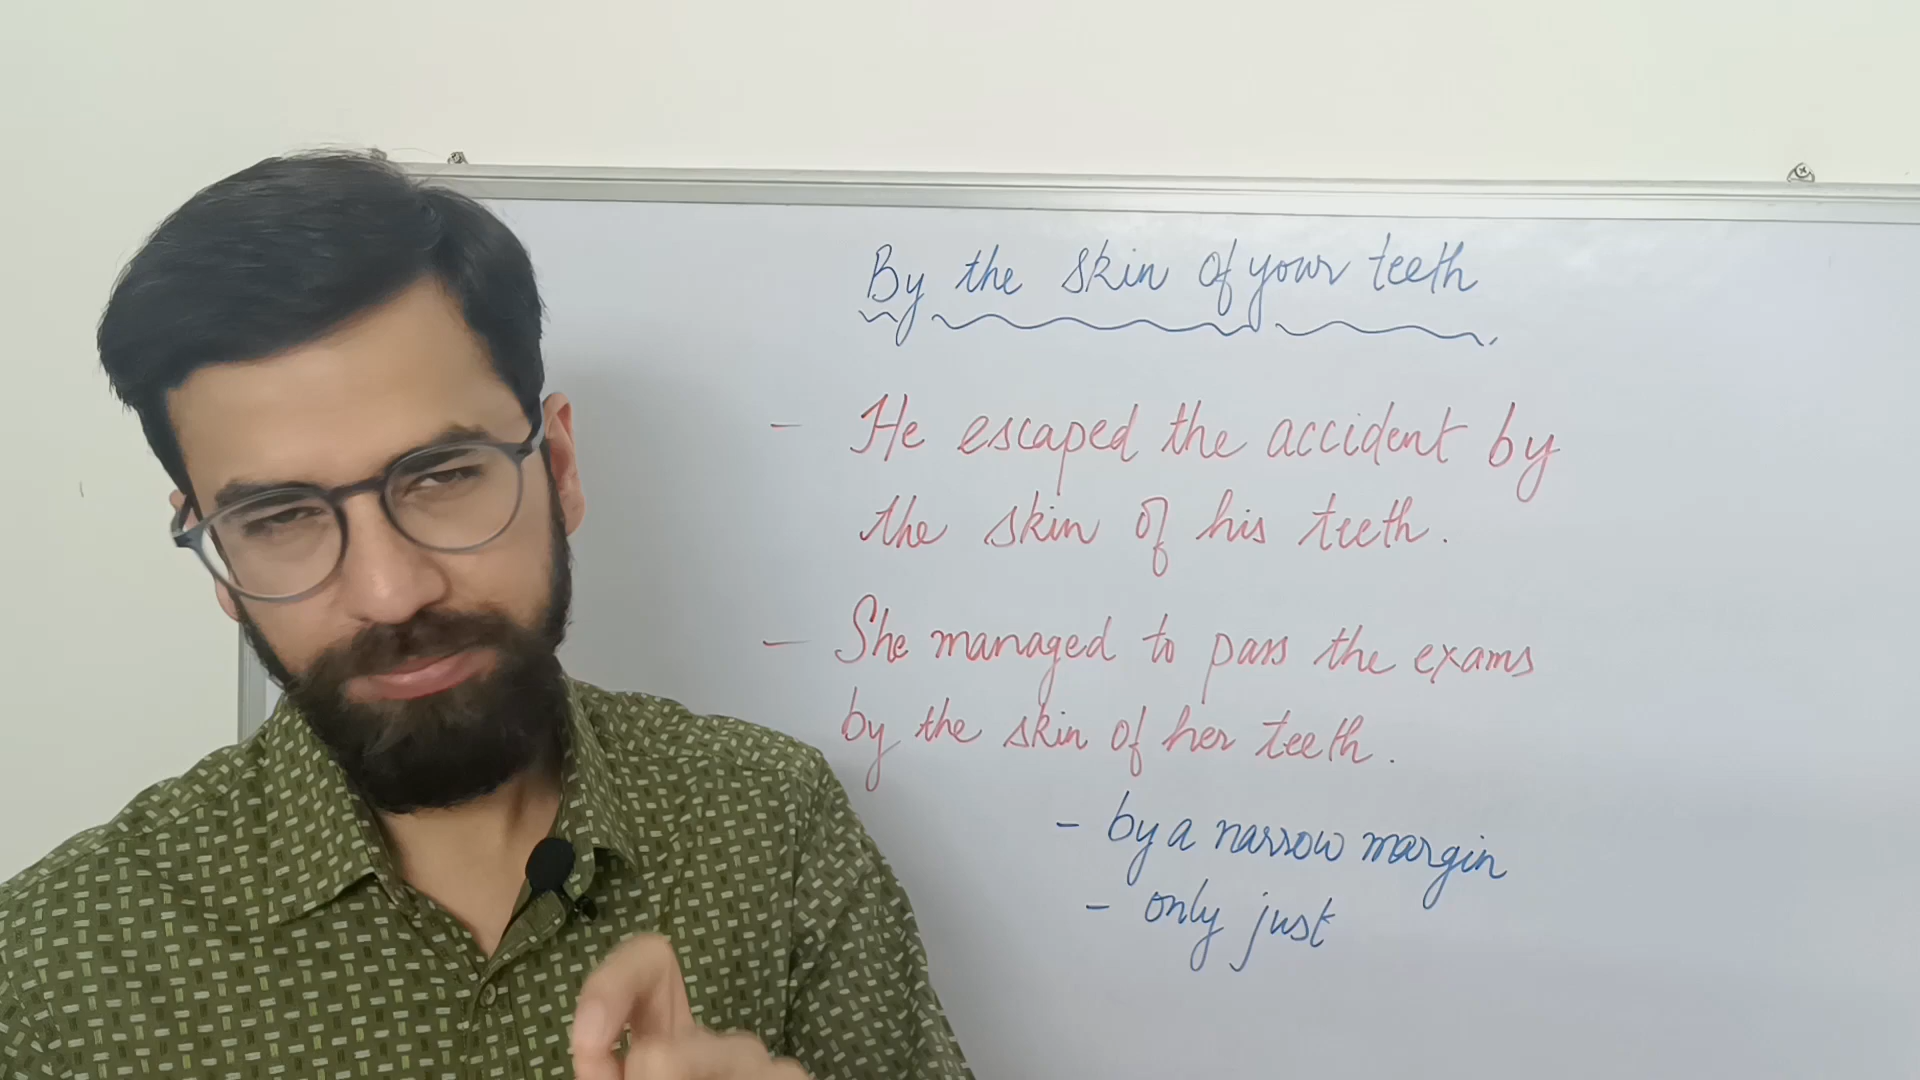 By the skin of your teeth
- He escaped the accident by
the skin of his teeth.
- She managed to pass the exams
by the skin of her teeth.
- by a narrow margin
- only just